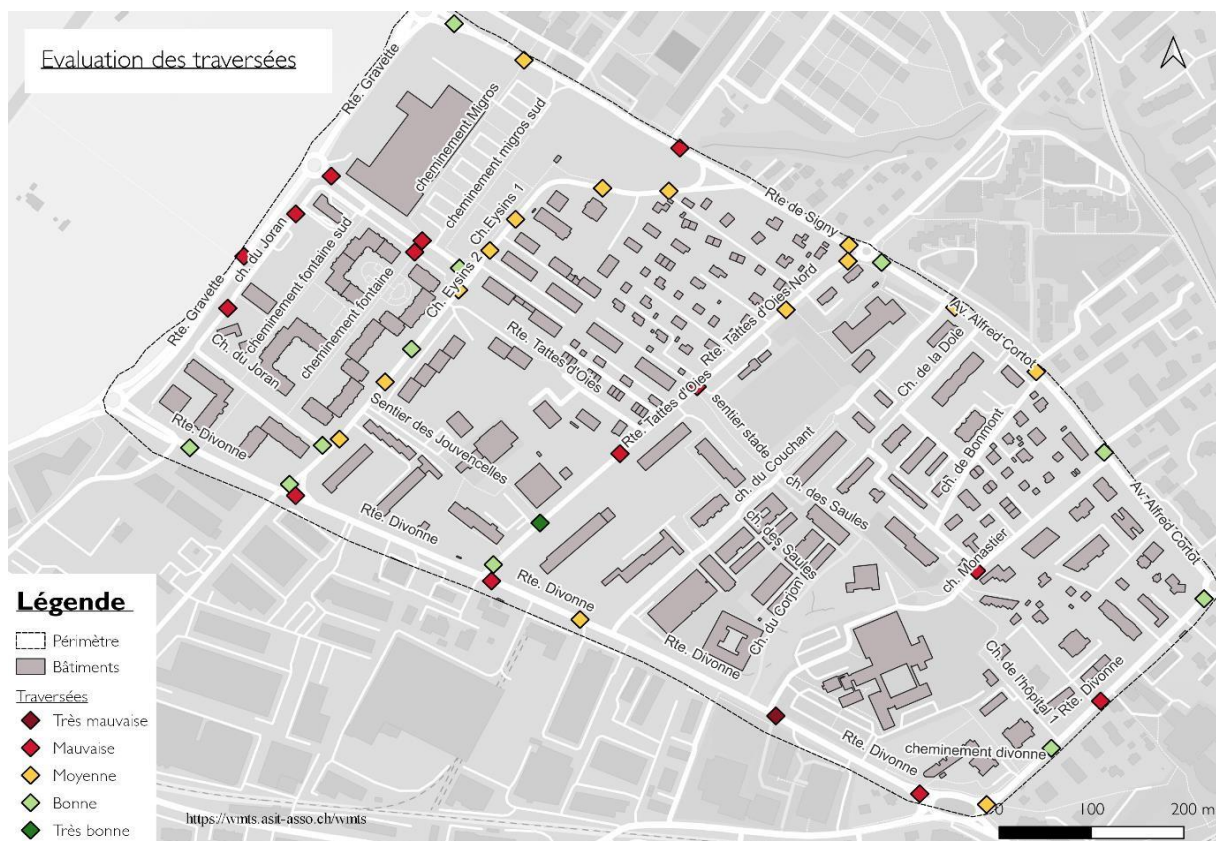 Evaluation des traversées
Rte. Gravette
cheminement Migros
cheminement migros sud
Ch.Eysins 1
Rte de Signy
ch. du Joran
cheminement fontaine sud
cheminement fontaine
Ch. Eysins 2
Rte. Gravette
Ch. du Joran
Rte. Tattes d'Oies Nord
Av. Alfred Cortot
Rte. Tattes d'Oies
Ch. de la Doie
Rte. Tattes d'Oies
sentier stade
Sentier des Jouvencelles
Rte. Divonne
ch. du Couchant
ch. de Bonmont
ch. des Saules
Av. Alfred Cortot
Rte. Divonne
ch. des Saules
ch. Monastier
Rte. Divonne
Ch. du Corjon
Rte. Divonne
Ch. de l'hôpital 1
Rte. Divonne
Rte. Divonne
cheminement divonne
Légende
Périmètre
Bâtiments
Traversées
Très mauvaise
Mauvaise
Moyenne
Bonne
Très bonne
https://wmts.asit-asso.ch/wmts
0 100 200 m